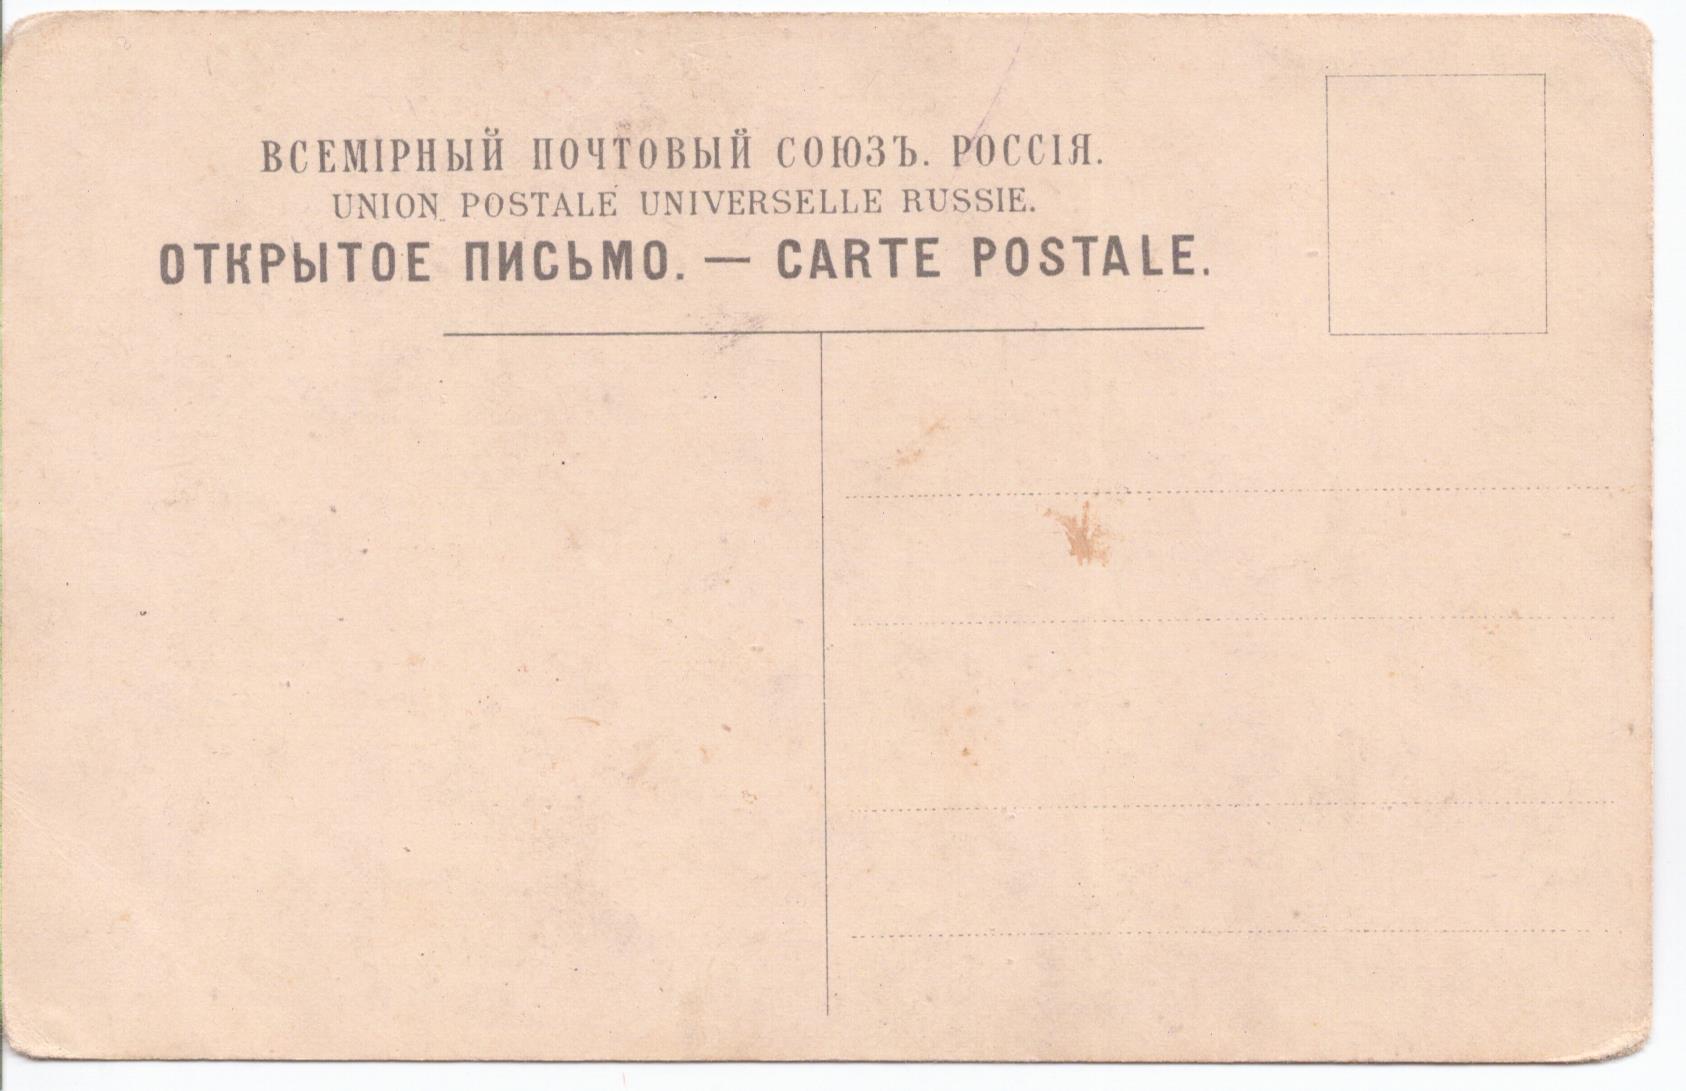 ВСЕМІРНЫЙ ПОЧТОВЫЙ СОЮЗЪ. РОССІЯ.
UNION POSTALE UNIVERSELLE RUSSIE.
ОТКРЫТОЕ ПИСЬМО. — CARTE POSTALE.